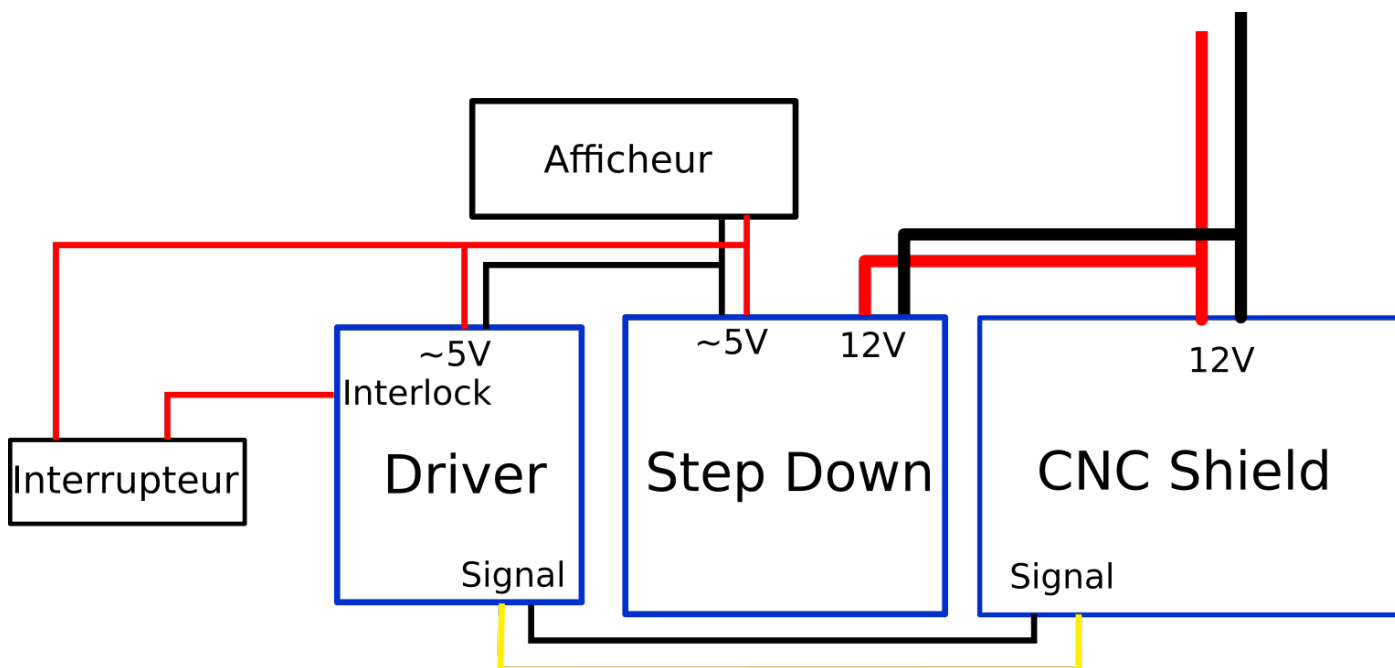 Afficheur
~5V
Interlock
Driver
Signal
Interrupteur
~5V
12V
Step Down
12V
CNC Shield
Signal